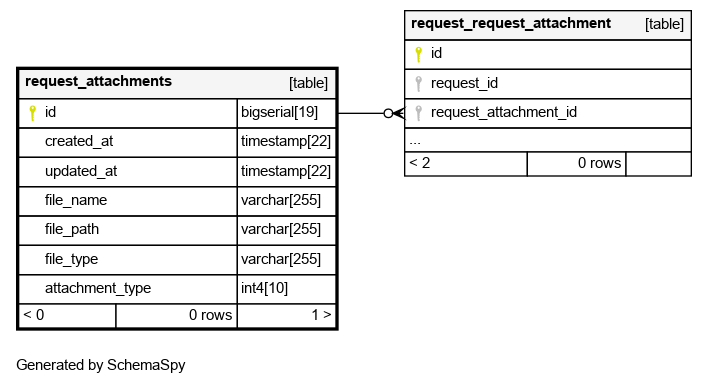 request_attachments [table]
id bigserial[19]
created_at timestamp[22]
updated_at timestamp[22]
file_name varchar[255]
file_path varchar[255]
file_type varchar[255]
attachment_type int4[10]
< 0 0 rows 1 >
request_request_attachment [table]
id
request_id
request_attachment_id
...
< 2 0 rows
Generated by SchemaSpy